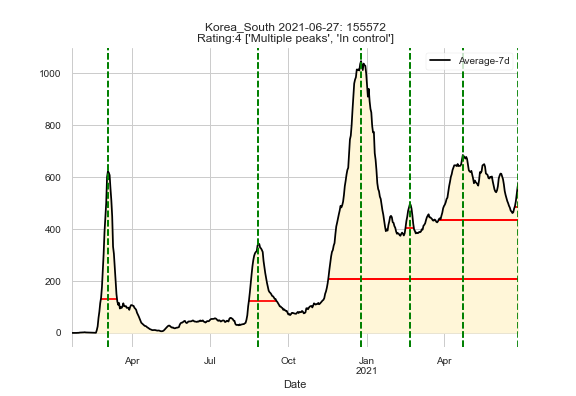 Korea_South 2021-06-27: 155572
Rating:4 ['Multiple peaks', 'In control']
Average-7d
1000
800
600
400
200
0
Apr
Jul
Oct
Jan
2021
Apr
Date